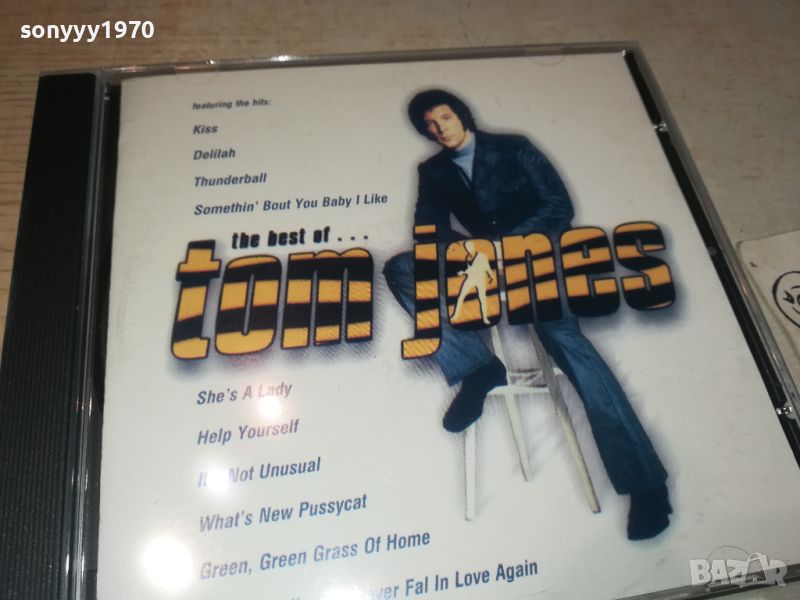 sonyyy1970
featuring the hits:
Kiss
Delilah
Thunderball
Somethin' Bout You Baby I Like
the best of...
tom jones
She's A Lady
Help Yourself
Not Unusual
What's New Pussycat
Green, Green Grass Of Home
Fal In Love Again
BAZAR